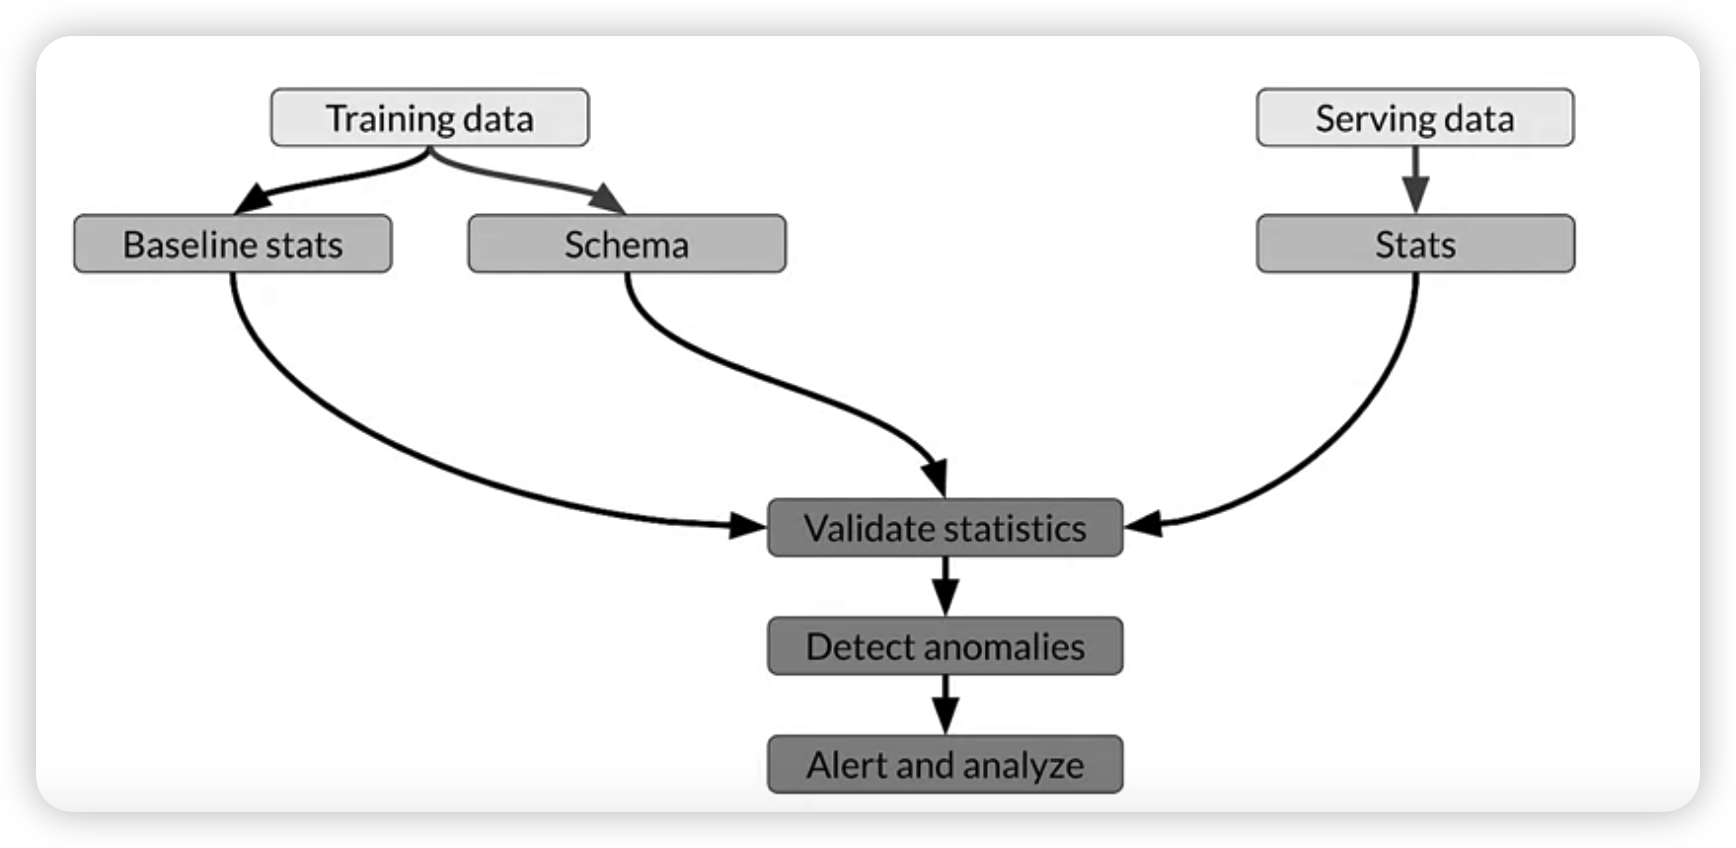 Training data
Serving data
Baseline stats
Schema
Stats
Validate statistics
Detect anomalies
Alert and analyze